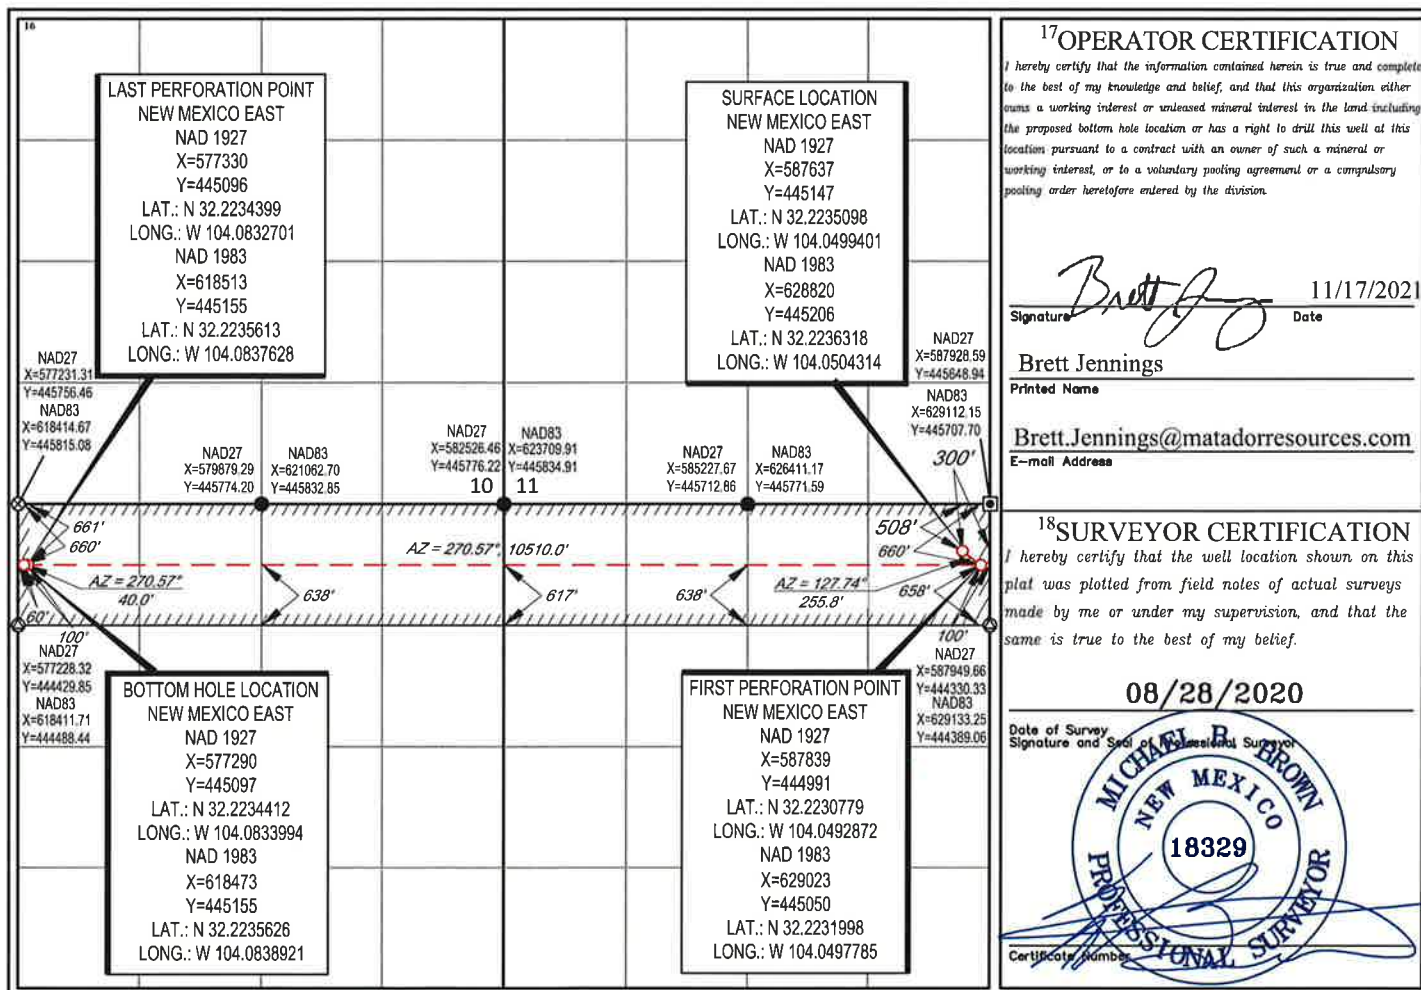 16
LAST PERFORATION POINT
NEW MEXICO EAST
NAD 1927
X=577330
Y=445096
LAT.: N 32.2234399
LONG.: W 104.0832701
NAD 1983
X=618513
Y=445155
LAT.: N 32.2235613
LONG.: W 104.0837628
SURFACE LOCATION
NEW MEXICO EAST
NAD 1927
X=587637
Y=445147
LAT.: N 32.2235098
LONG.: W 104.0499401
NAD 1983
X=628820
Y=445206
LAT.: N 32.2236318
LONG.: W 104.0504314
NAD27
X=577231.31
Y=445756.46
NAD83
X=618414.67
Y=445815.08
NAD27
X=579879.29
Y=445774.20
NAD83
X=621062.70
Y=445832.85
NAD27
X=582526.46
Y=445776.22
NAD83
X=623709.91
Y=445834.91
10 11
NAD27
X=585227.67
Y=445712.86
NAD83
X=626411.17
Y=445771.59
NAD27
X=587928.59
Y=445648.94
NAD83
X=629112.15
Y=445707.70
300'
661'
660'
AZ = 270.57°, 10510.0'
508'
660'
AZ = 270.57°
40.0'
638'
617'
638'
AZ = 127.74°
255.8'
658'
60'
100'
100'
NAD27
X=577228.32
Y=444429.85
NAD83
X=618411.71
Y=444488.44
NAD27
X=587949.66
Y=444330.33
NAD83
X=629133.25
Y=444389.06
BOTTOM HOLE LOCATION
NEW MEXICO EAST
NAD 1927
X=577290
Y=445097
LAT.: N 32.2234412
LONG.: W 104.0833994
NAD 1983
X=618473
Y=445155
LAT.: N 32.2235626
LONG.: W 104.0838921
FIRST PERFORATION POINT
NEW MEXICO EAST
NAD 1927
X=587839
Y=444991
LAT.: N 32.2230779
LONG.: W 104.0492872
NAD 1983
X=629023
Y=445050
LAT.: N 32.2231998
LONG.: W 104.0497785
17OPERATOR CERTIFICATION
I hereby certify that the information contained herein is true and complete
to the best of my knowledge and belief, and that this organization either
owns a working interest or unleased mineral interest in the land including
the proposed bottom hole location or has a right to drill this well at this
location pursuant to a contract with an owner of such a mineral or
working interest, or to a voluntary pooling agreement or a compulsory
pooling order heretofore entered by the division.
11/17/2021
Signature Date
Brett Jennings
Printed Name
Brett.Jennings@matadorresources.com
E-mail Address
18SURVEYOR CERTIFICATION
I hereby certify that the well location shown on this
plat was plotted from field notes of actual surveys
made by me or under my supervision, and that the
same is true to the best of my belief.
08/28/2020
Date of Survey
Signature and Seal of Professional Surveyor
MICHAEL B. BROWN
NEW MEXICO
18329
PROFESSIONAL SURVEYOR
Certificate Number